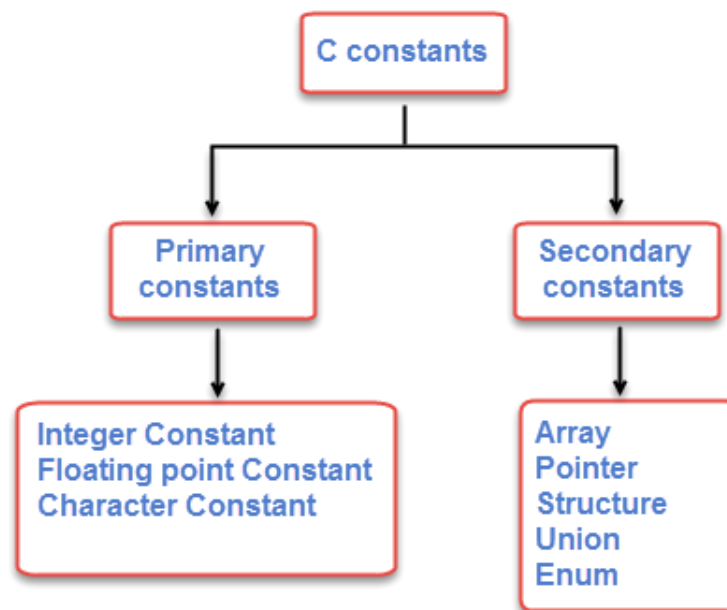 C constants
Primary
constants
Secondary
constants
Integer Constant
Floating point Constant
Character Constant
Array
Pointer
Structure
Union
Enum